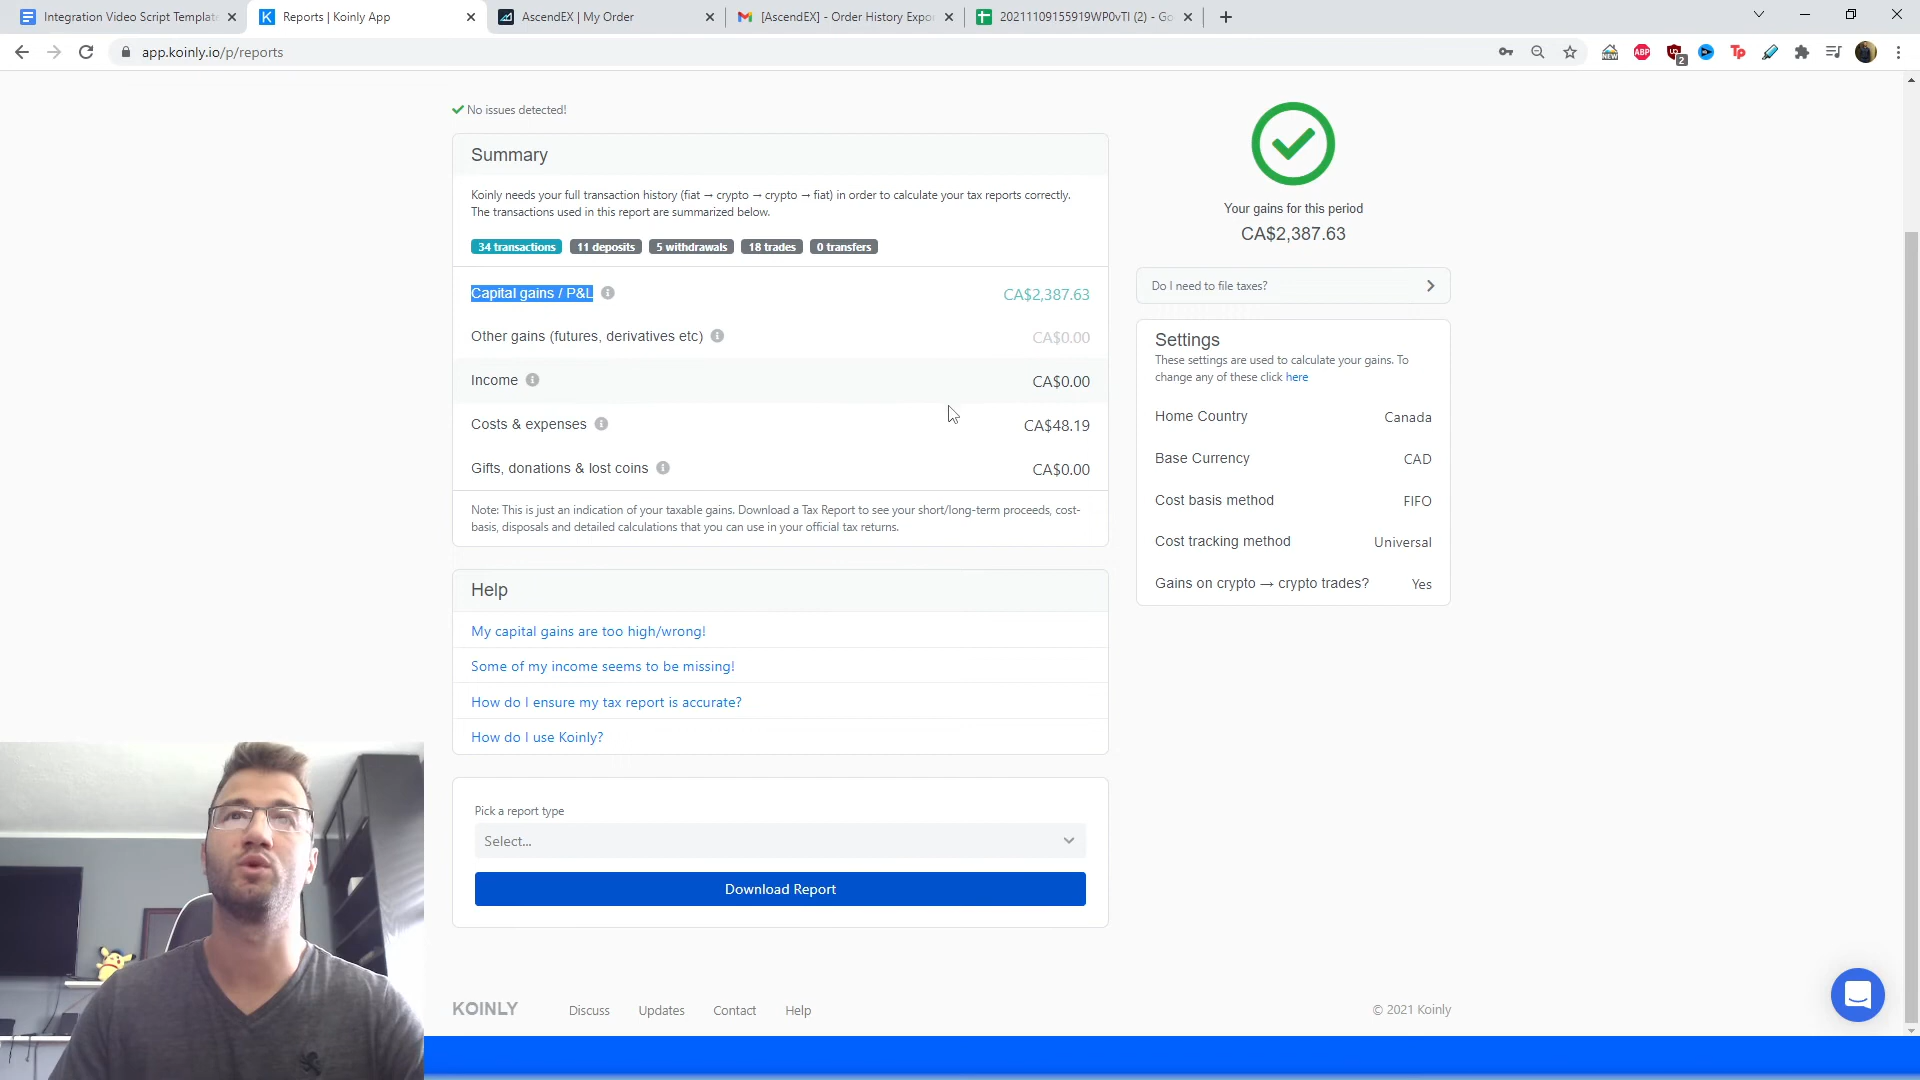 Integration Video Script Templat
Reports | Koinly App
AscendEX | My Order
[AscendEX] - Order History Expo
20211109155919WP0vTI (2) - Go
app.koinly.io/p/reports
NEW
ABP
2
Tp
No issues detected!
Summary
Koinly needs your full transaction history (fiat → crypto → crypto → fiat) in order to calculate your tax reports correctly.
The transactions used in this report are summarized below.
34 transactions 11 deposits 5 withdrawals 18 trades 0 transfers
Capital gains / P&L CA$2,387.63
Other gains (futures, derivatives etc) CA$0.00
Income CA$0.00
Costs & expenses CA$48.19
Gifts, donations & lost coins CA$0.00
Note: This is just an indication of your taxable gains. Download a Tax Report to see your short/long-term proceeds, cost-
basis, disposals and detailed calculations that you can use in your official tax returns.
Help
My capital gains are too high/wrong!
Some of my income seems to be missing!
How do I ensure my tax report is accurate?
How do I use Koinly?
Pick a report type
Select...
Download Report
Your gains for this period
CA$2,387.63
Do I need to file taxes?
Settings
These settings are used to calculate your gains. To
change any of these click here
Home Country Canada
Base Currency CAD
Cost basis method FIFO
Cost tracking method Universal
Gains on crypto → crypto trades? Yes
KOINLY Discuss Updates Contact Help © 2021 Koinly